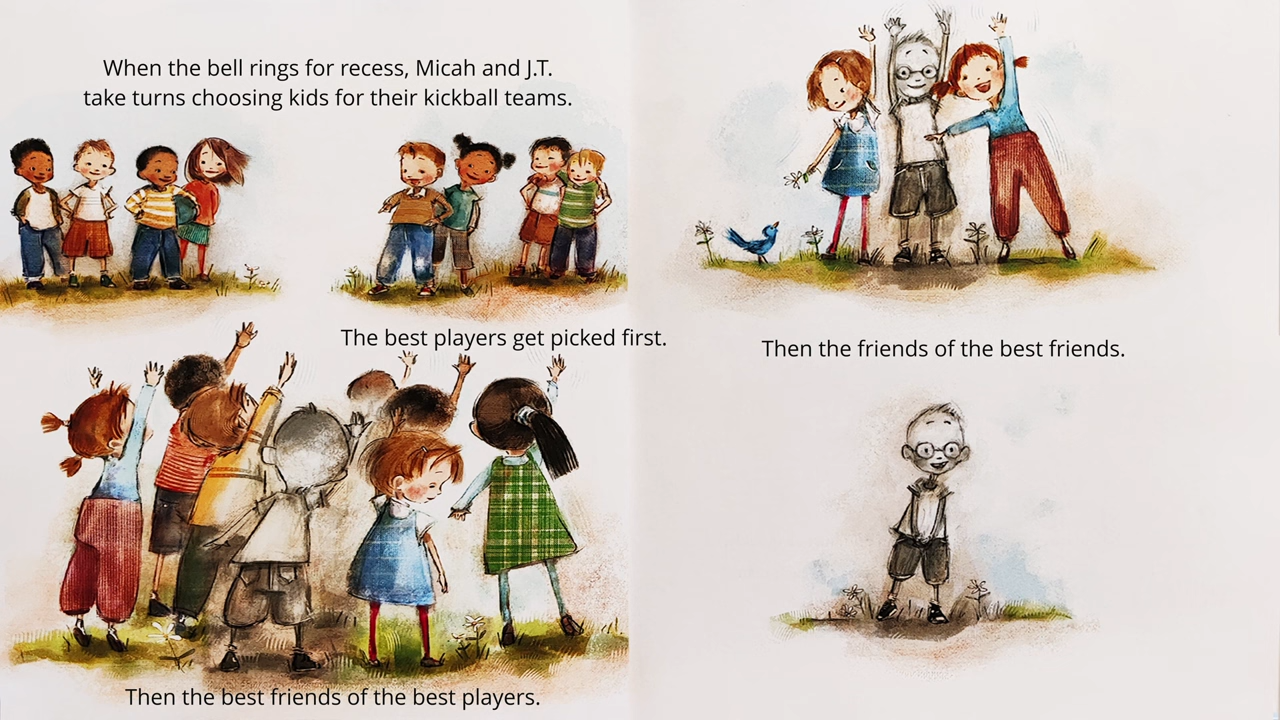 When the bell rings for recess, Micah and J.T.
take turns choosing kids for their kickball teams.
The best players get picked first.
Then the best friends of the best players.
Then the friends of the best friends.